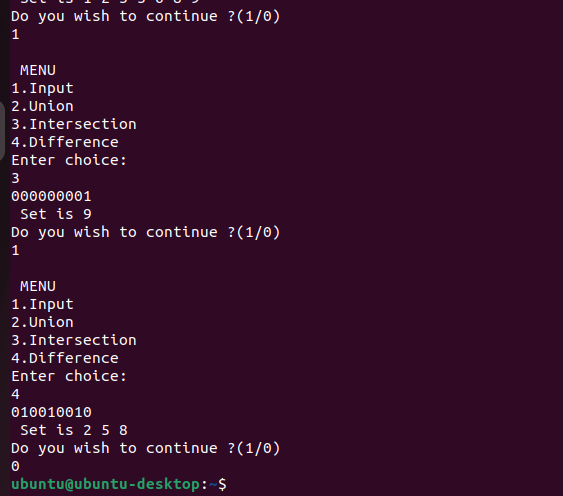 Do you wish to continue ?(1/0)
1
MENU
1.Input
2.Union
3.Intersection
4.Difference
Enter choice:
3
000000001
Set is 9
Do you wish to continue ?(1/0)
1
MENU
1.Input
2.Union
3.Intersection
4.Difference
Enter choice:
4
010010010
Set is 2 5 8
Do you wish to continue ?(1/0)
0
ubuntu@ubuntu-desktop:~$